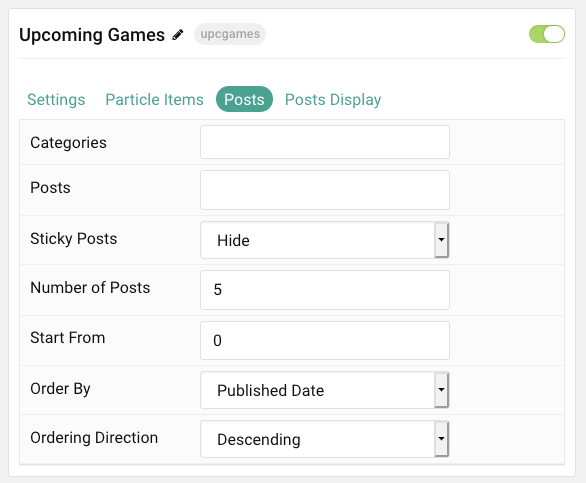 Upcoming Games upcgames
Settings Particle Items Posts Posts Display
Categories
Posts
Sticky Posts Hide
Number of Posts 5
Start From 0
Order By Published Date
Ordering Direction Descending